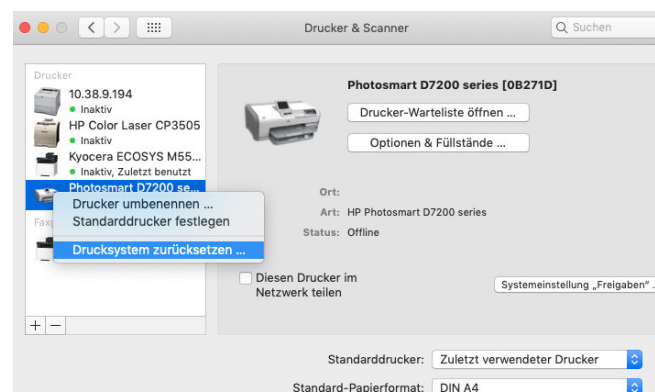 Drucker & Scanner
Suchen
Drucker
10.38.9.194
Inaktiv
HP Color Laser CP3505
Inaktiv
Kyocera ECOSYS M55...
Inaktiv, Zuletzt benutzt
Photosmart D7200 se...
Drucker umbenennen ...
Standarddrucker festlegen
Drucksystem zurücksetzen ...
+ −
Photosmart D7200 series [0B271D]
Drucker-Warteliste öffnen ...
Optionen & Füllstände ...
Ort:
Art: HP Photosmart D7200 series
Status: Offline
Diesen Drucker im
Netzwerk teilen
Systemeinstellung „Freigaben“ .
Standarddrucker: Zuletzt verwendeter Drucker
Standard-Papierformat: DIN A4